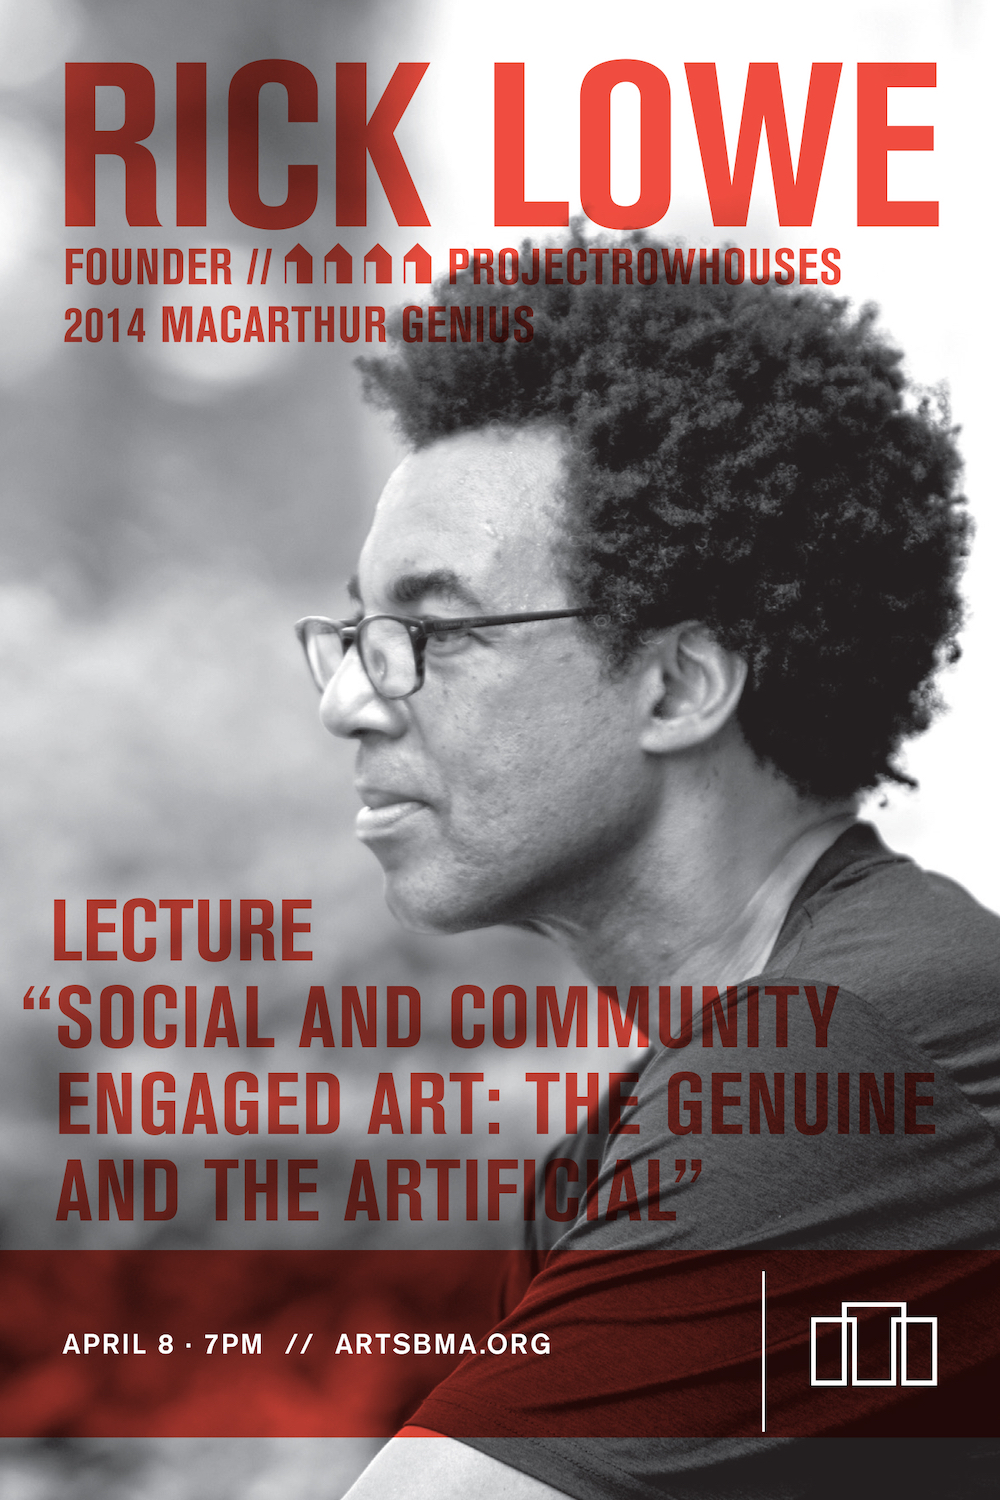 RICK LOWE
FOUNDER // PROJECTROWHOUSES
2014 MACARTHUR GENIUS
LECTURE
“SOCIAL AND COMMUNITY
ENGAGED ART: THE GENUINE
AND THE ARTIFICIAL”
APRIL 8 · 7PM // ARTSBMA.ORG